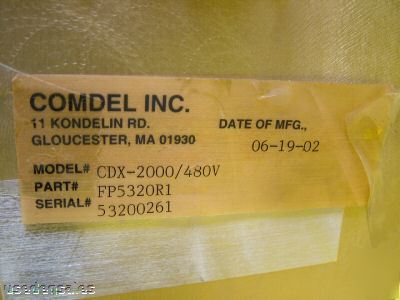 COMDEL INC.
11 KONDELIN RD.
GLOUCESTER, MA 01930
DATE OF MFG.,
06-19-02
MODEL# CDX-2000/480V
PART# FP5320R1
SERIAL# 53200261
usedensa.es